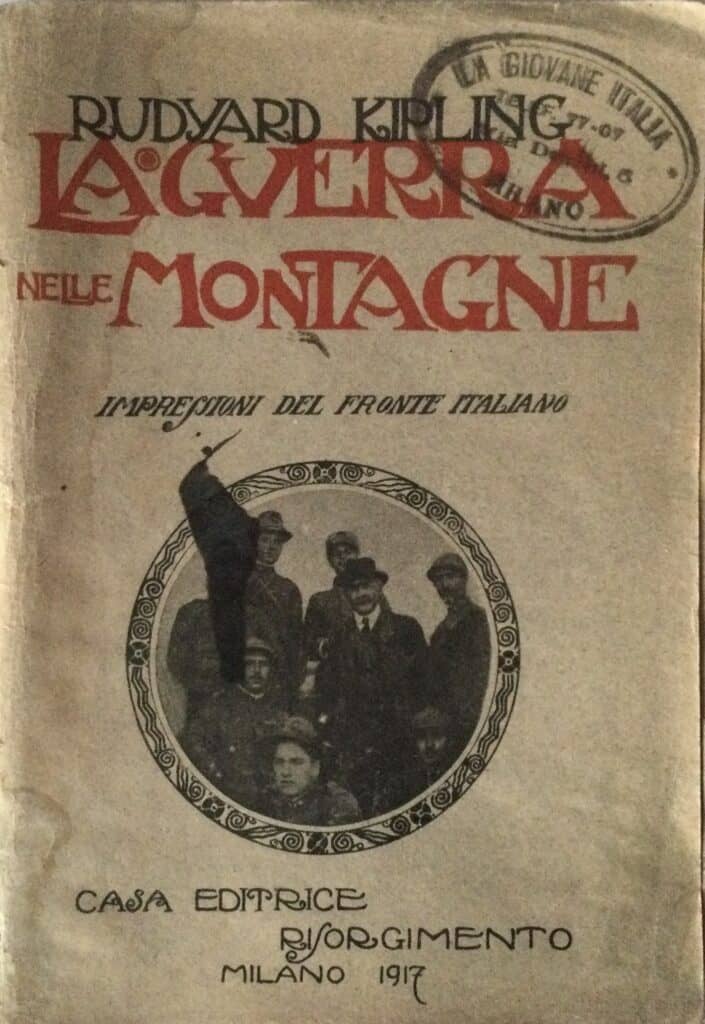 RUDYARD KIPLING
LA GUERRA
NELLE MONTAGNE
IMPRESSIONI DEL FRONTE ITALIANO
LA GIOVANE ITALIA
MILANO
CASA EDITRICE
RISORGIMENTO
MILANO 1917